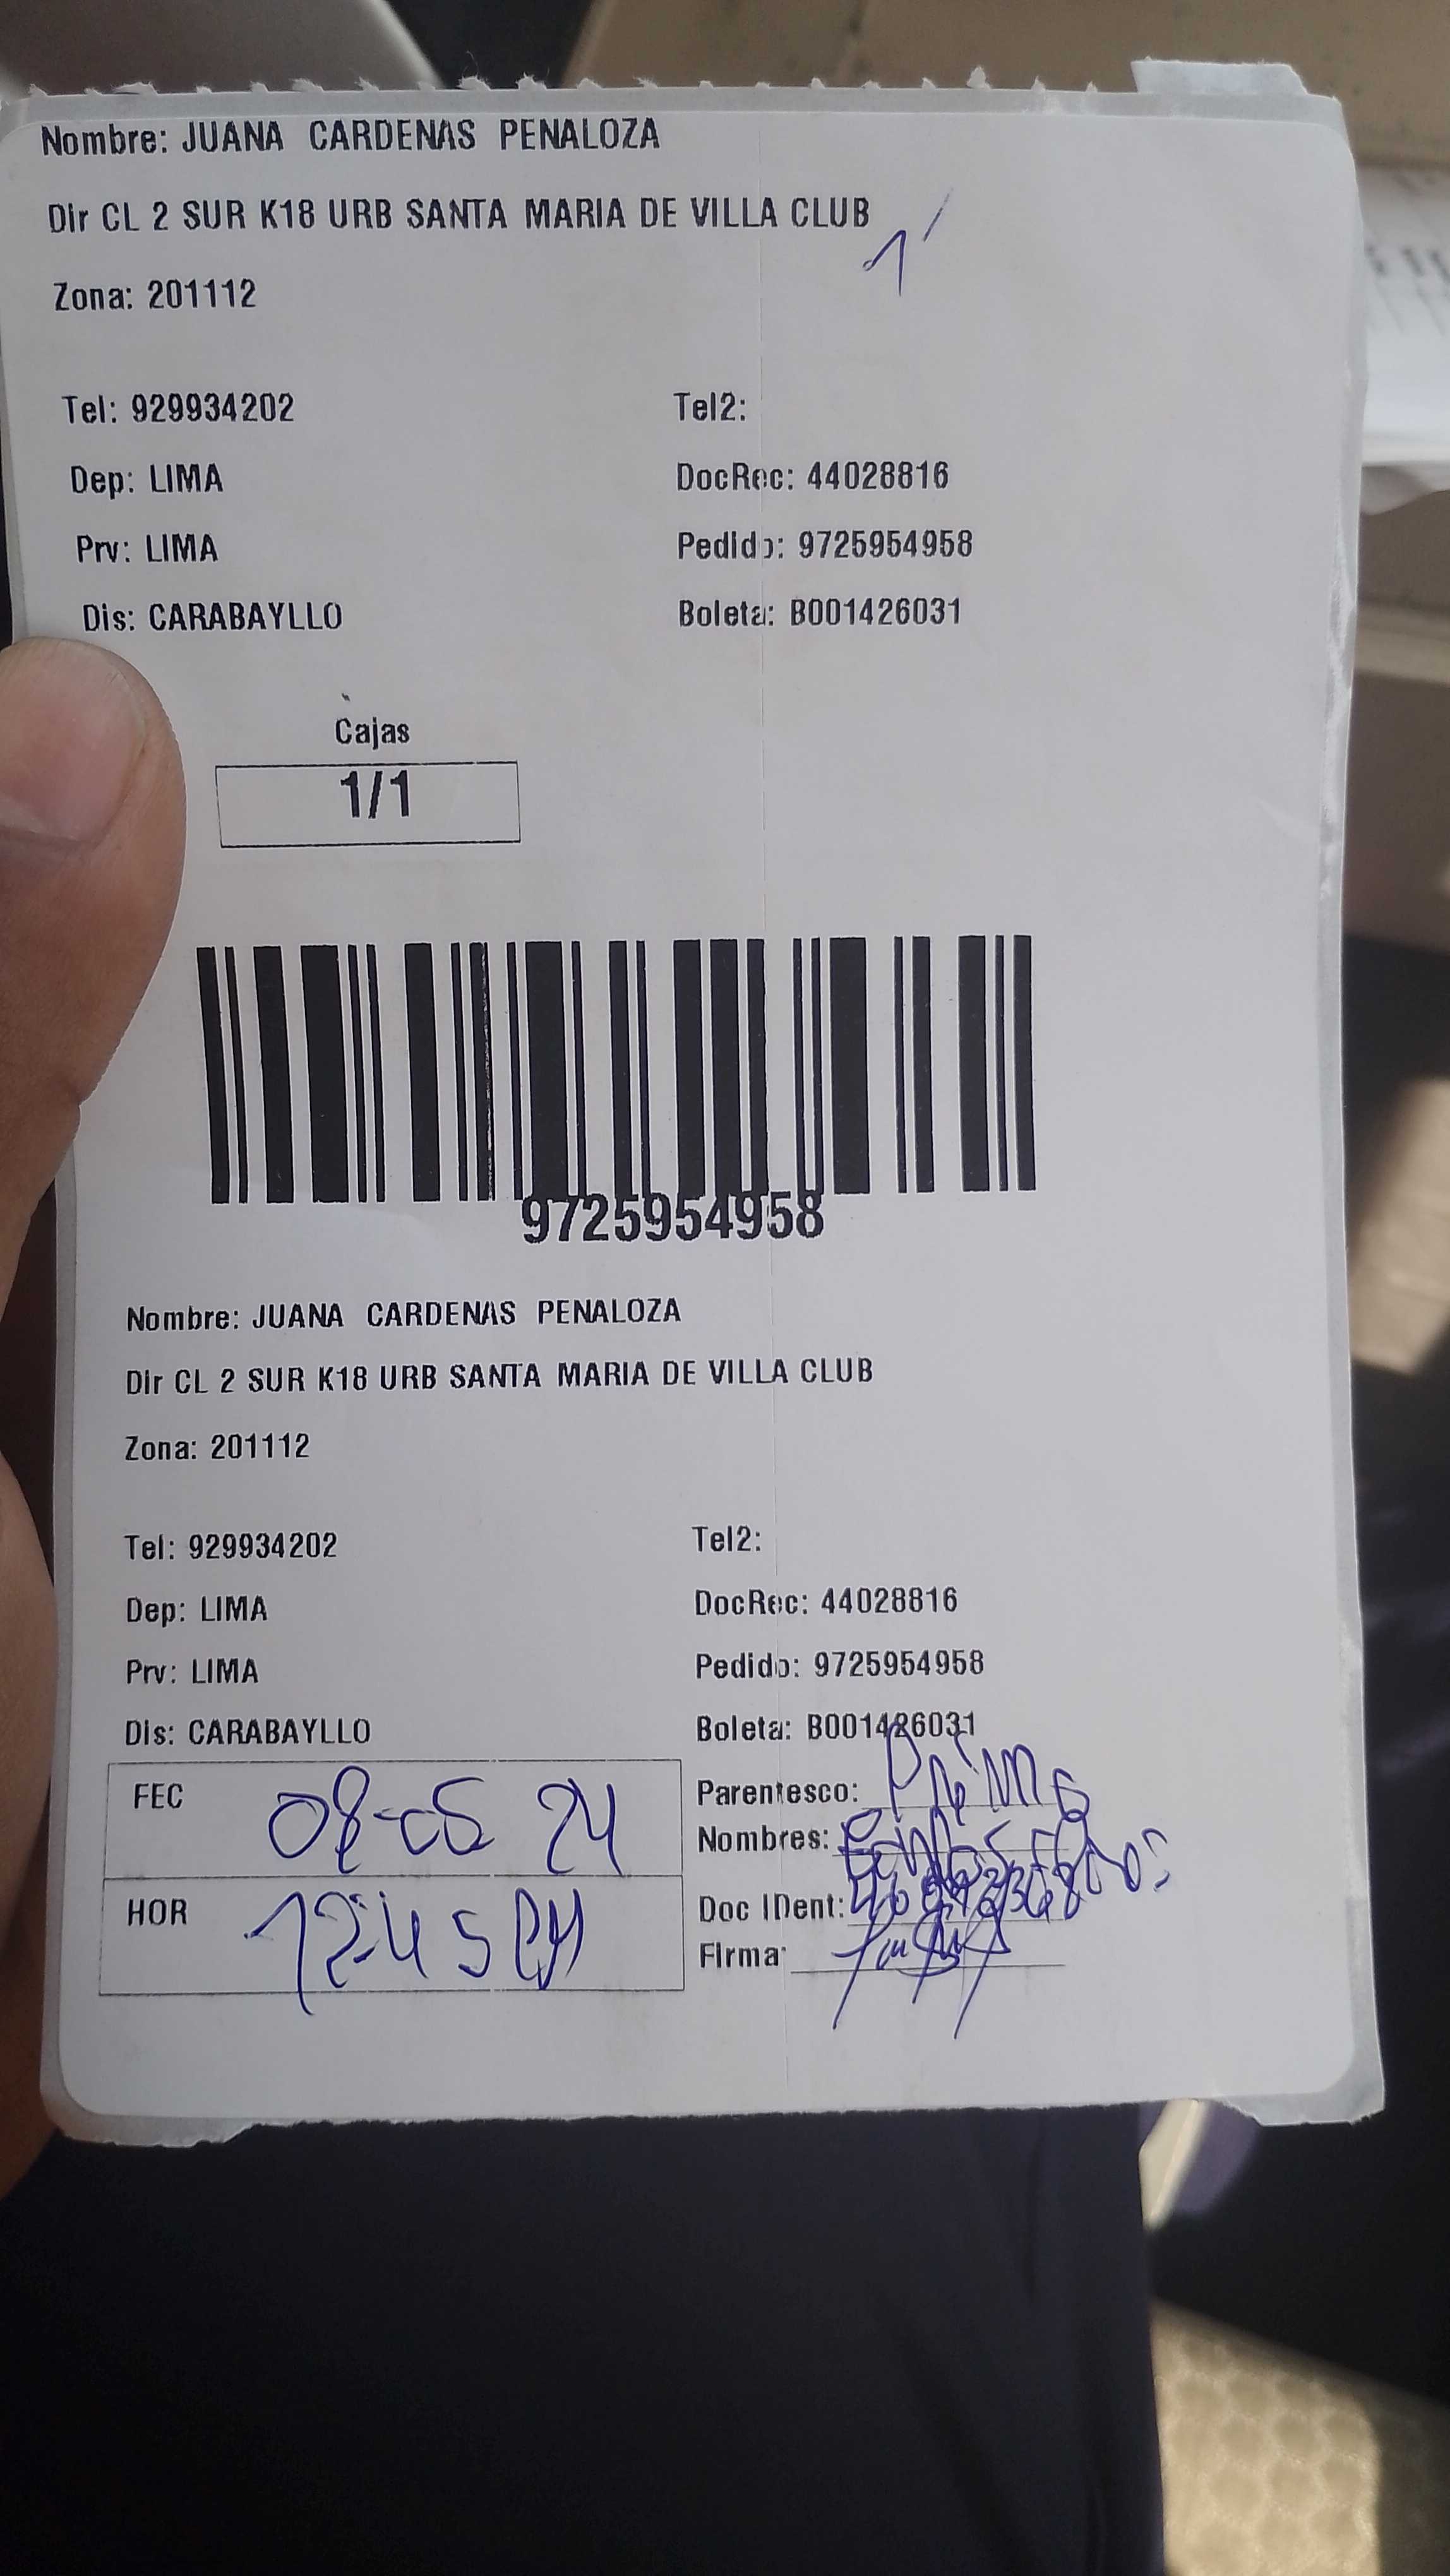 Nombre: JUANA CARDENAS PENALOZA
Dir CL 2 SUR K18 URB SANTA MARIA DE VILLA CLUB
1
Zona: 201112
Tel: 929934202 Tel2:
Dep: LIMA DocRec: 44028816
Prv: LIMA Pedido: 9725954958
Dis: CARABAYLLO Boleta: B001426031
Cajas
1/1
9725954958
Nombre: JUANA CARDENAS PENALOZA
Dir CL 2 SUR K18 URB SANTA MARIA DE VILLA CLUB
Zona: 201112
Tel: 929934202 Tel2:
Dep: LIMA DocRec: 44028816
Prv: LIMA Pedido: 9725954958
Dis: CARABAYLLO Boleta: B001426031
FEC 08-05 24 Parentesco:
Nombres:
HOR 12:45 PM Doc IDent:
Firma